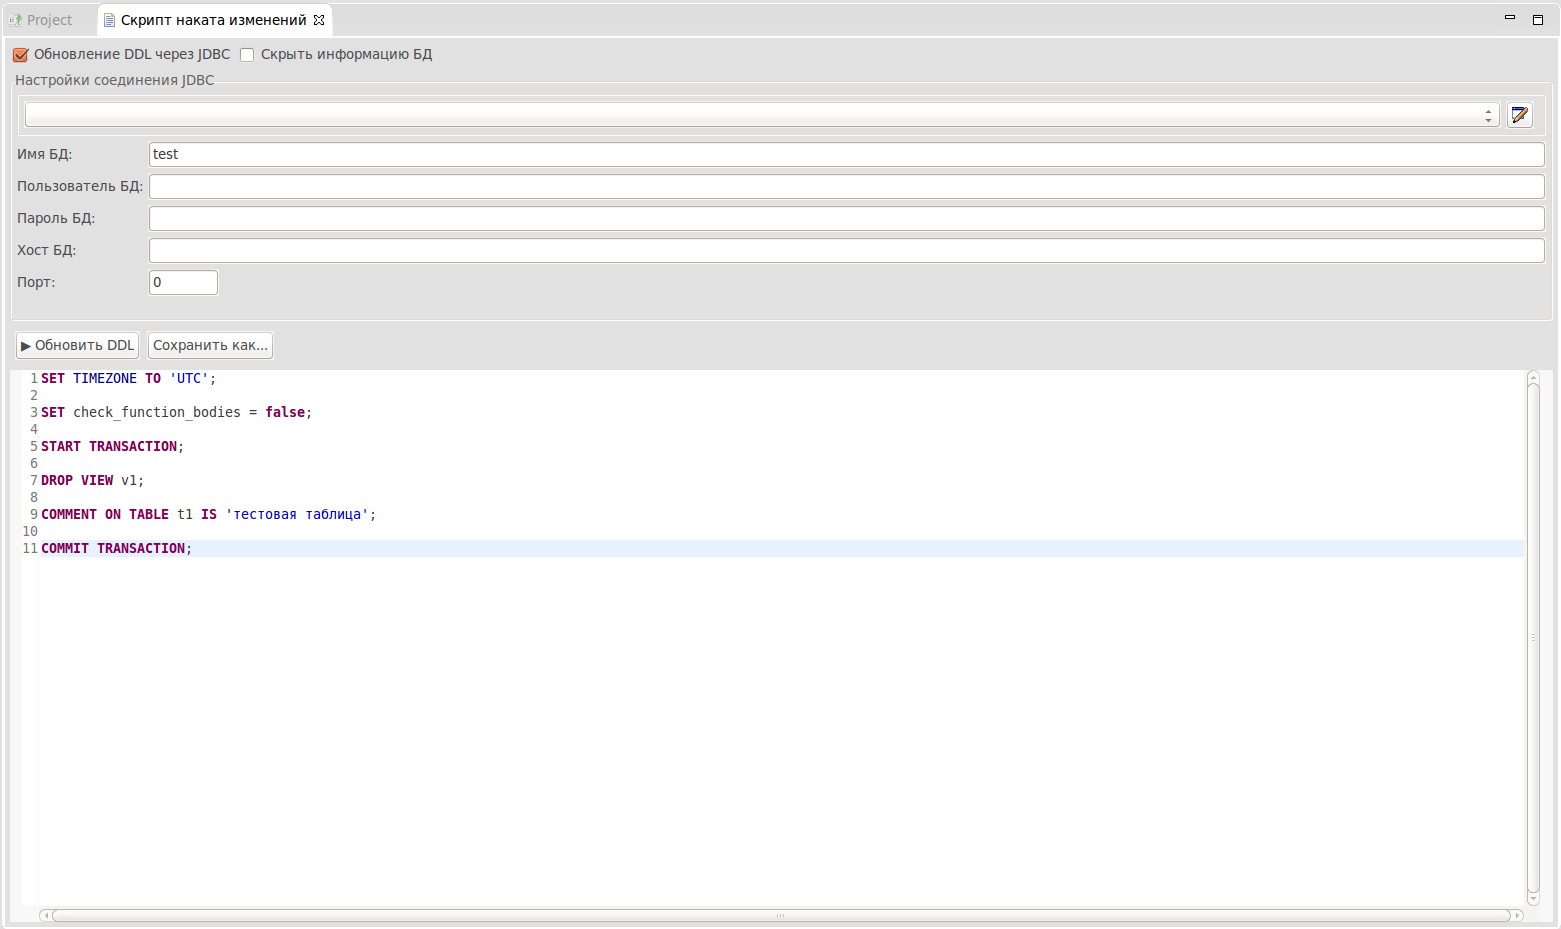 Project
Скрипт наката изменений
Обновление DDL через JDBC Скрыть информацию БД
Настройки соединения JDBC
Имя БД: test
Пользователь БД:
Пароль БД:
Хост БД:
Порт: 0
Обновить DDL Сохранить как...
1 SET TIMEZONE TO 'UTC';
2
3 SET check_function_bodies = false;
4
5 START TRANSACTION;
6
7 DROP VIEW v1;
8
9 COMMENT ON TABLE t1 IS 'тестовая таблица';
10
11 COMMIT TRANSACTION;